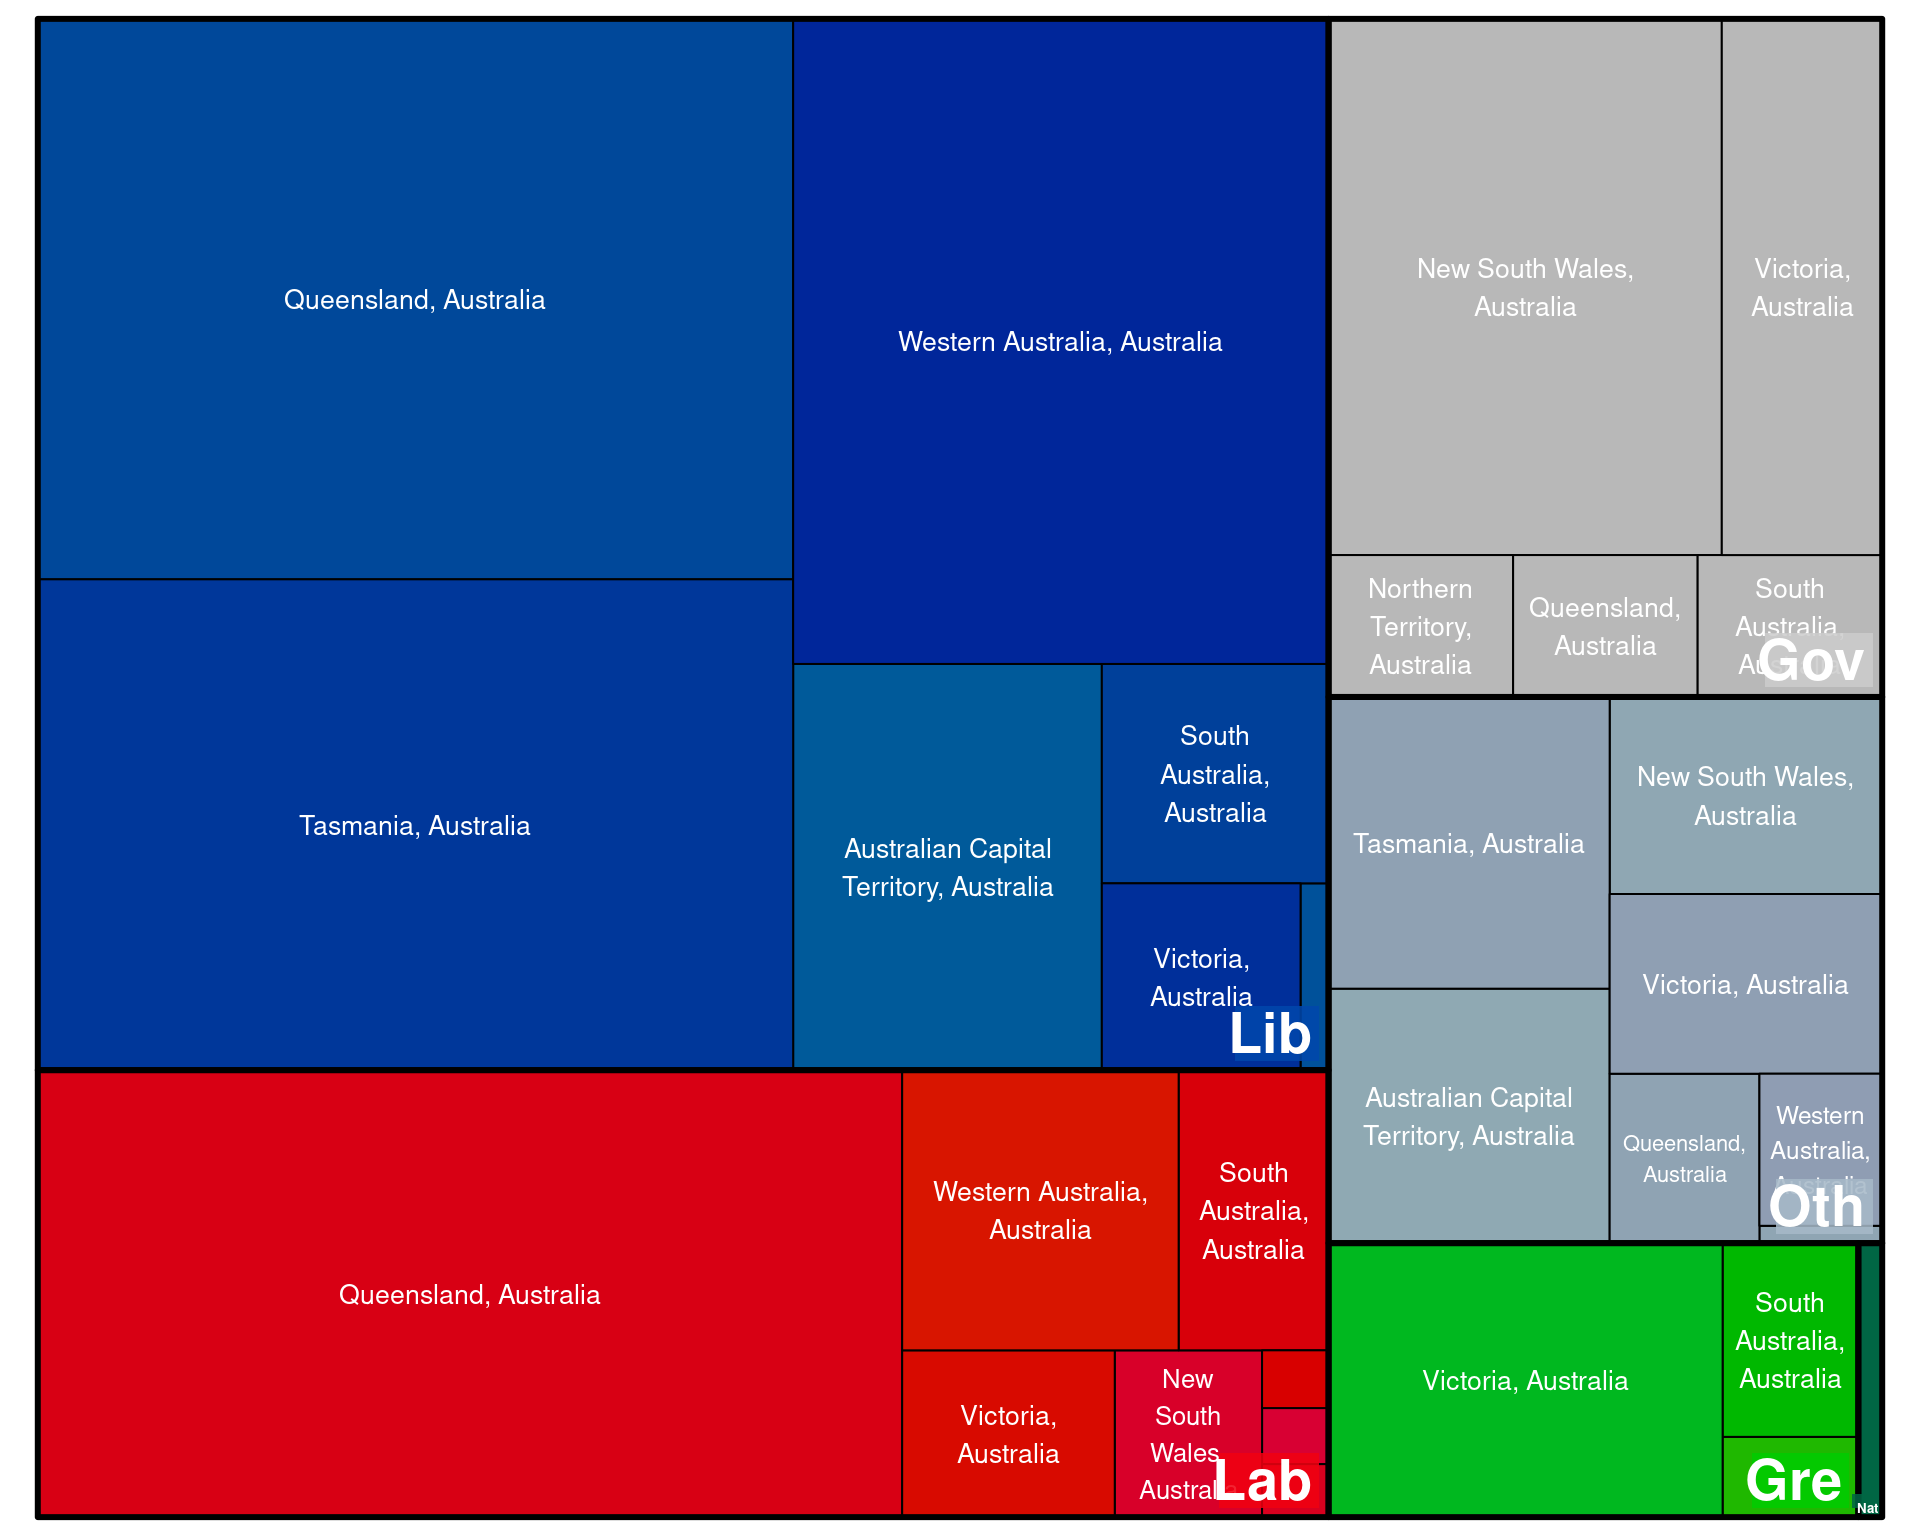 Queensland, Australia
Western Australia, Australia
Tasmania, Australia
Australian Capital
Territory, Australia
South
Australia,
Australia
Victoria,
Australia
Lib
Queensland, Australia
Western Australia,
Australia
South
Australia,
Australia
Victoria,
Australia
New
South
Wales,
Australia
Lab
New South Wales,
Australia
Victoria,
Australia
Northern
Territory,
Australia
Queensland,
Australia
South
Australia,
Australia
Gov
Tasmania, Australia
New South Wales,
Australia
Victoria, Australia
Australian Capital
Territory, Australia
Queensland,
Australia
Western
Australia,
Australia
Oth
Victoria, Australia
South
Australia,
Australia
Gre
Nat